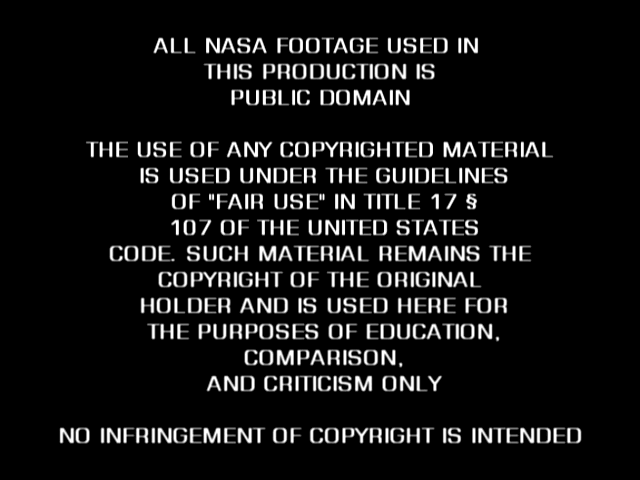 ALL NASA FOOTAGE USED IN
THIS PRODUCTION IS
PUBLIC DOMAIN
THE USE OF ANY COPYRIGHTED MATERIAL
IS USED UNDER THE GUIDELINES
OF "FAIR USE" IN TITLE 17 §
107 OF THE UNITED STATES
CODE. SUCH MATERIAL REMAINS THE
COPYRIGHT OF THE ORIGINAL
HOLDER AND IS USED HERE FOR
THE PURPOSES OF EDUCATION,
COMPARISON,
AND CRITICISM ONLY
NO INFRINGEMENT OF COPYRIGHT IS INTENDED